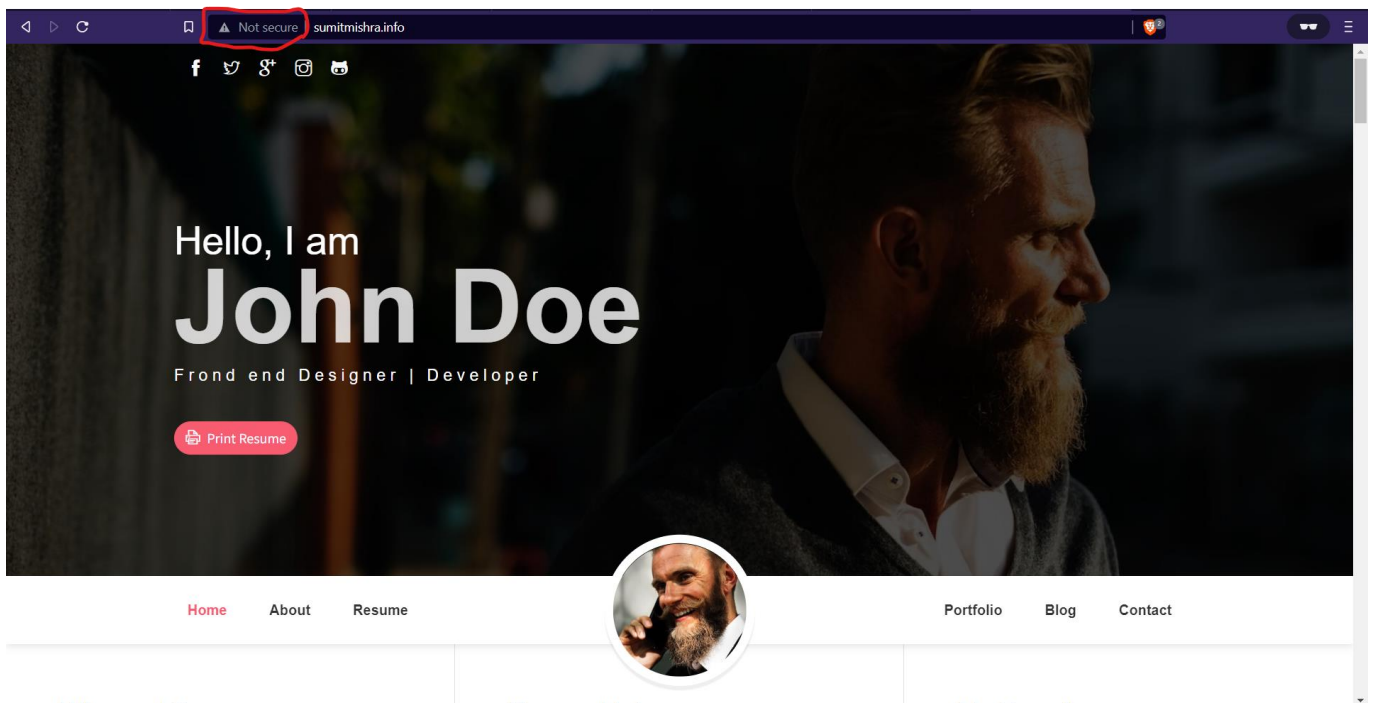 Not secure | sumitmishra.info
2
Hello, I am
John Doe
Frond end Designer | Developer
Print Resume
Home About Resume Portfolio Blog Contact